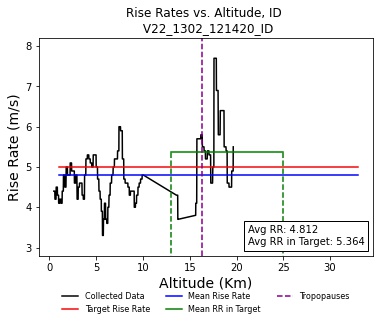 Rise Rates vs. Altitude, ID
V22_1302_121420_ID
8
7
6
5
4
3
Rise Rate (m/s)
Avg RR: 4.812
Avg RR in Target: 5.364
0
5
10
15
20
25
30
Altitude (Km)
Collected Data
Mean Rise Rate
Tropopauses
Target Rise Rate
Mean RR in Target